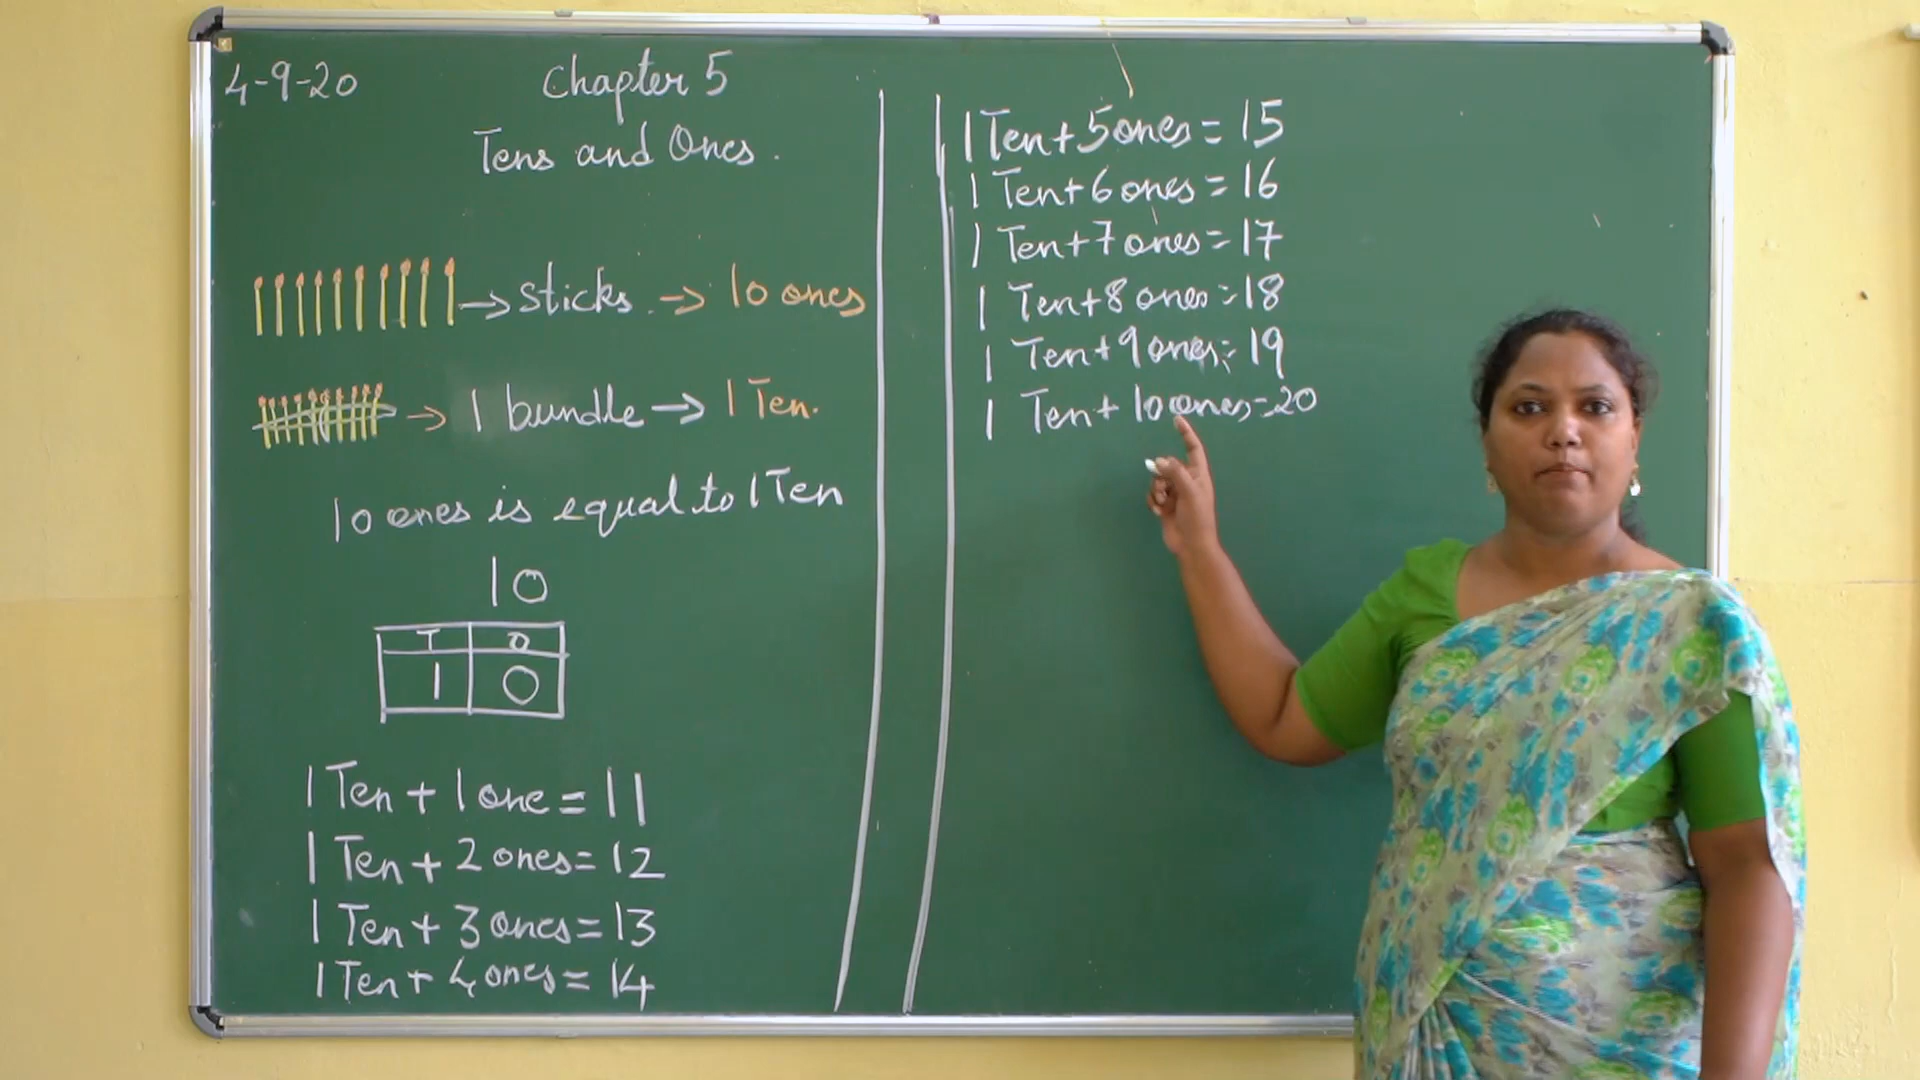 4-9-20
Chapter 5
Tens and Ones.
→ sticks. → 10 ones
→ 1 bundle → 1 Ten.
10 ones is equal to 1 Ten
10
T O
1 0
1 Ten + 1 one = 11
1 Ten + 2 ones = 12
1 Ten + 3 ones = 13
1 Ten + 4 ones = 14
1 Ten + 5 ones = 15
1 Ten + 6 ones = 16
1 Ten + 7 ones = 17
1 Ten + 8 ones = 18
1 Ten + 9 ones = 19
1 Ten + 10 ones = 20